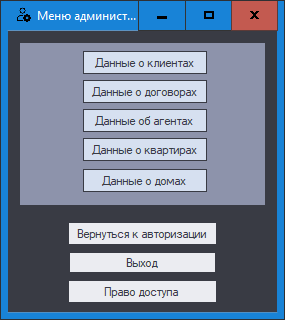 Меню админист...
Данные о клиентах
Данные о договорах
Данные об агентах
Данные о квартирах
Данные о домах
Вернуться к авторизации
Выход
Право доступа